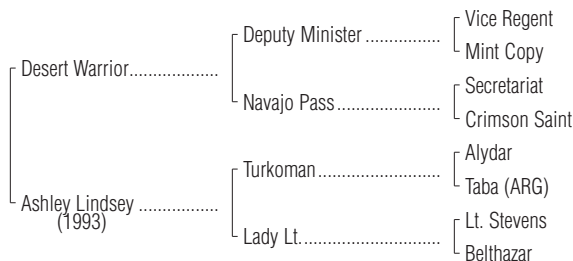 Vice Regent
Deputy Minister
Mint Copy
Desert Warrior
Secretariat
Navajo Pass
Crimson Saint
Alydar
Turkoman
Taba (ARG)
Ashley Lindsey
(1993)
Lt. Stevens
Lady Lt.
Belthazar